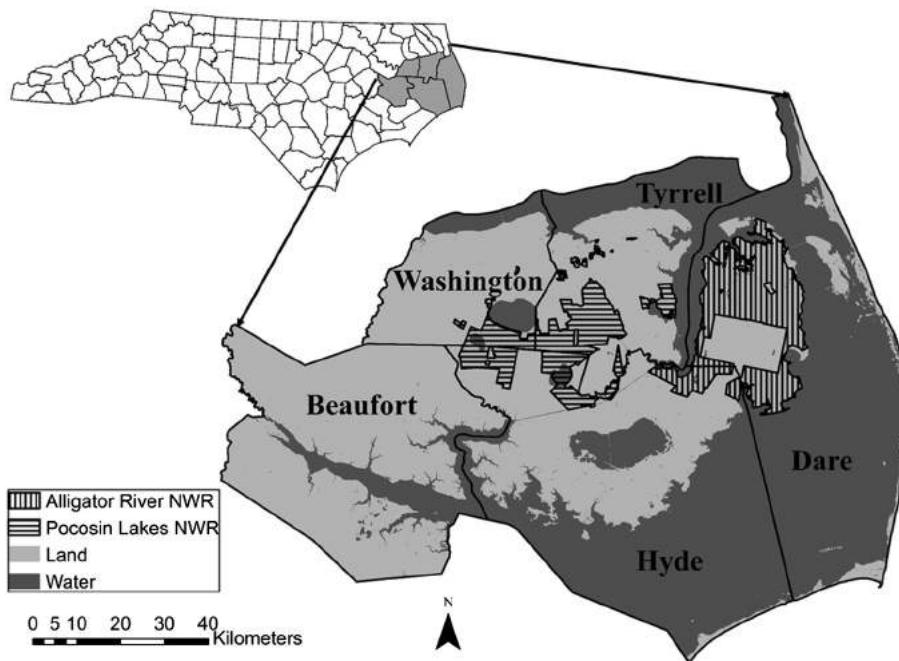 Tyrrell
Washington
Beaufort
Dare
Hyde
Alligator River NWR
Pocosin Lakes NWR
Land
Water
0 5 10 20 30 40
Kilometers
N